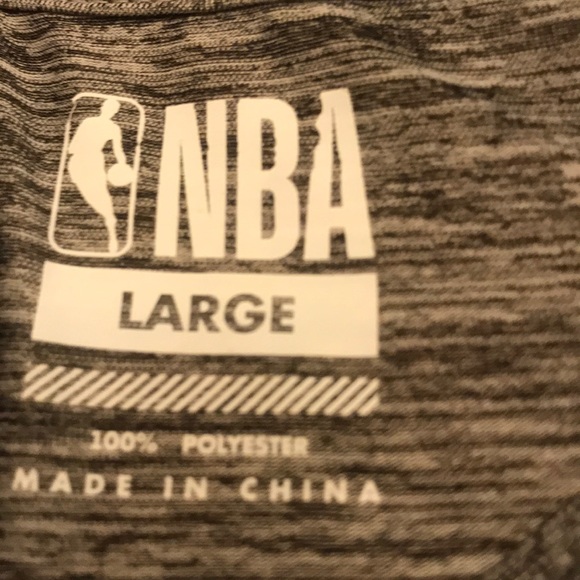 NBA
LARGE
100% POLYESTER
MADE IN CHINA